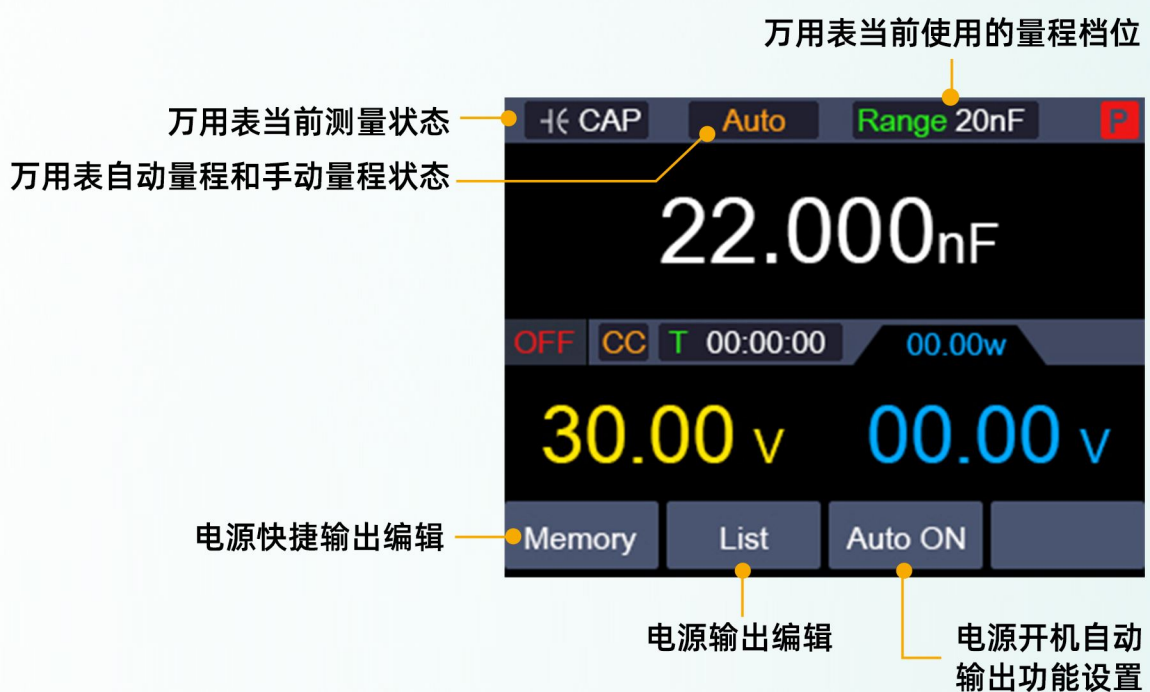 万用表当前使用的量程档位
万用表当前测量状态
CAP Auto Range 20nF P
万用表自动量程和手动量程状态
22.000nF
OFF CC T 00:00:00 00.00w
30.00 V 00.00 V
电源快捷输出编辑
Memory List Auto ON
电源输出编辑
电源开机自动
输出功能设置